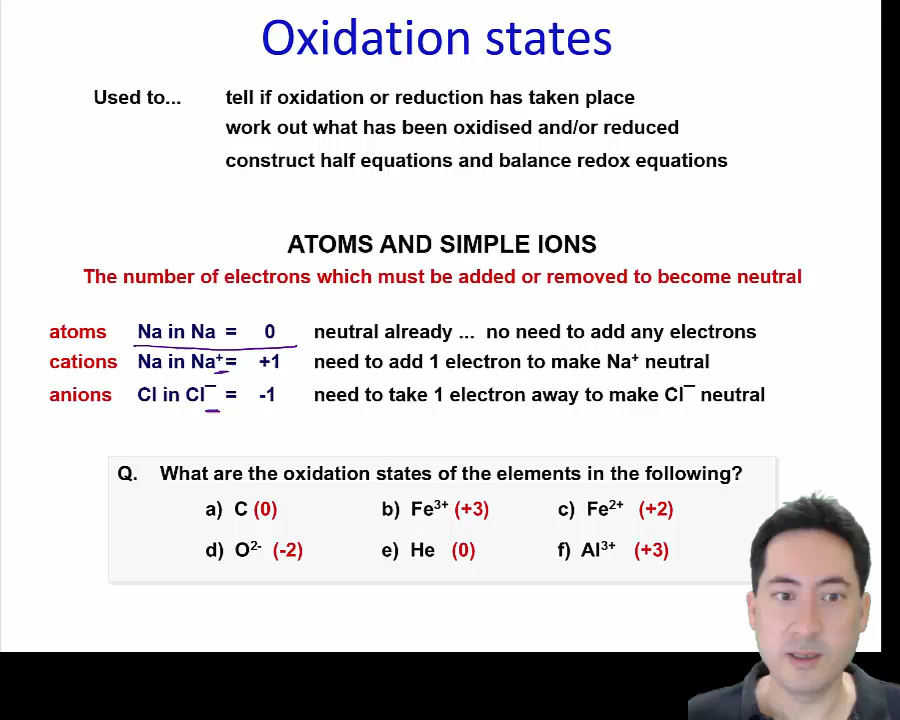 Oxidation states
Used to... tell if oxidation or reduction has taken place
work out what has been oxidised and/or reduced
construct half equations and balance redox equations
ATOMS AND SIMPLE IONS
The number of electrons which must be added or removed to become neutral
atoms Na in Na = 0 neutral already ... no need to add any electrons
cations Na in Na⁺ = +1 need to add 1 electron to make Na⁺ neutral
anions Cl in Cl⁻ = -1 need to take 1 electron away to make Cl⁻ neutral
Q. What are the oxidation states of the elements in the following?
a) C (0) b) Fe³⁺ (+3) c) Fe²⁺ (+2)
d) O²⁻ (-2) e) He (0) f) Al³⁺ (+3)